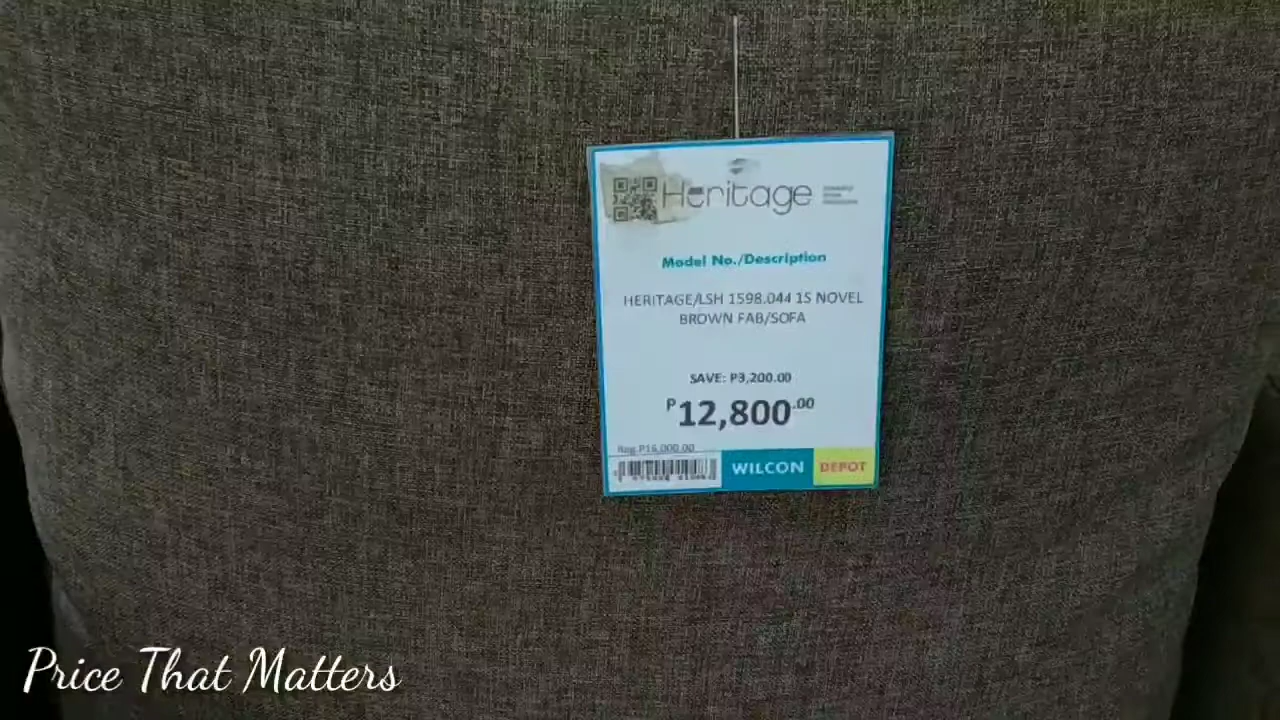 Heritage
Model No./Description
HERITAGE/LSH 1598.044 1S NOVEL
BROWN FAB/SOFA
SAVE: P3,200.00
P12,800.00
Reg.P16,000.00
WILCON DEPOT
Price That Matters